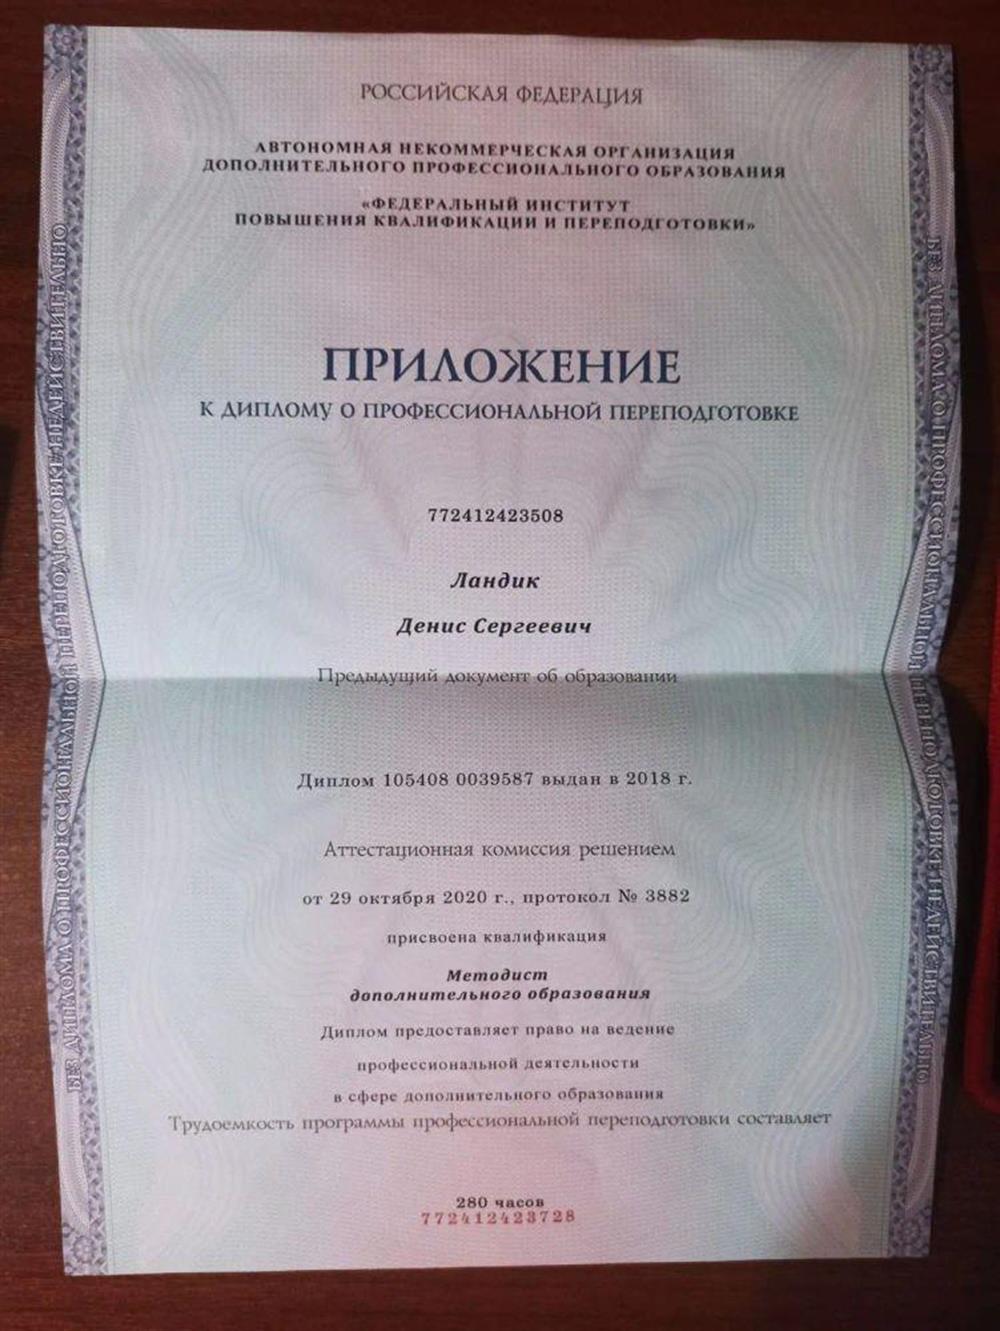 РОССИЙСКАЯ ФЕДЕРАЦИЯ
АВТОНОМНАЯ НЕКОММЕРЧЕСКАЯ ОРГАНИЗАЦИЯ
ДОПОЛНИТЕЛЬНОГО ПРОФЕССИОНАЛЬНОГО ОБРАЗОВАНИЯ
«ФЕДЕРАЛЬНЫЙ ИНСТИТУТ
ПОВЫШЕНИЯ КВАЛИФИКАЦИИ И ПЕРЕПОДГОТОВКИ»
ПРИЛОЖЕНИЕ
К ДИПЛОМУ О ПРОФЕССИОНАЛЬНОЙ ПЕРЕПОДГОТОВКЕ
772412423508
Ландик
Денис Сергеевич
Предыдущий документ об образовании
Диплом 105408 0039587 выдан в 2018 г.
Аттестационная комиссия решением
от 29 октября 2020 г., протокол № 3882
присвоена квалификация
Методист
дополнительного образования
Диплом предоставляет право на ведение
профессиональной деятельности
в сфере дополнительного образования
Трудоемкость программы профессиональной переподготовки составляет
280 часов
772412423728
БЕЗ ДИПЛОМА О ПРОФЕССИОНАЛЬНОЙ ПЕРЕПОДГОТОВКЕ НЕДЕЙСТВИТЕЛЬНО
БЕЗ ДИПЛОМА О ПРОФЕССИОНАЛЬНОЙ ПЕРЕПОДГОТОВКЕ НЕДЕЙСТВИТЕЛЬНО